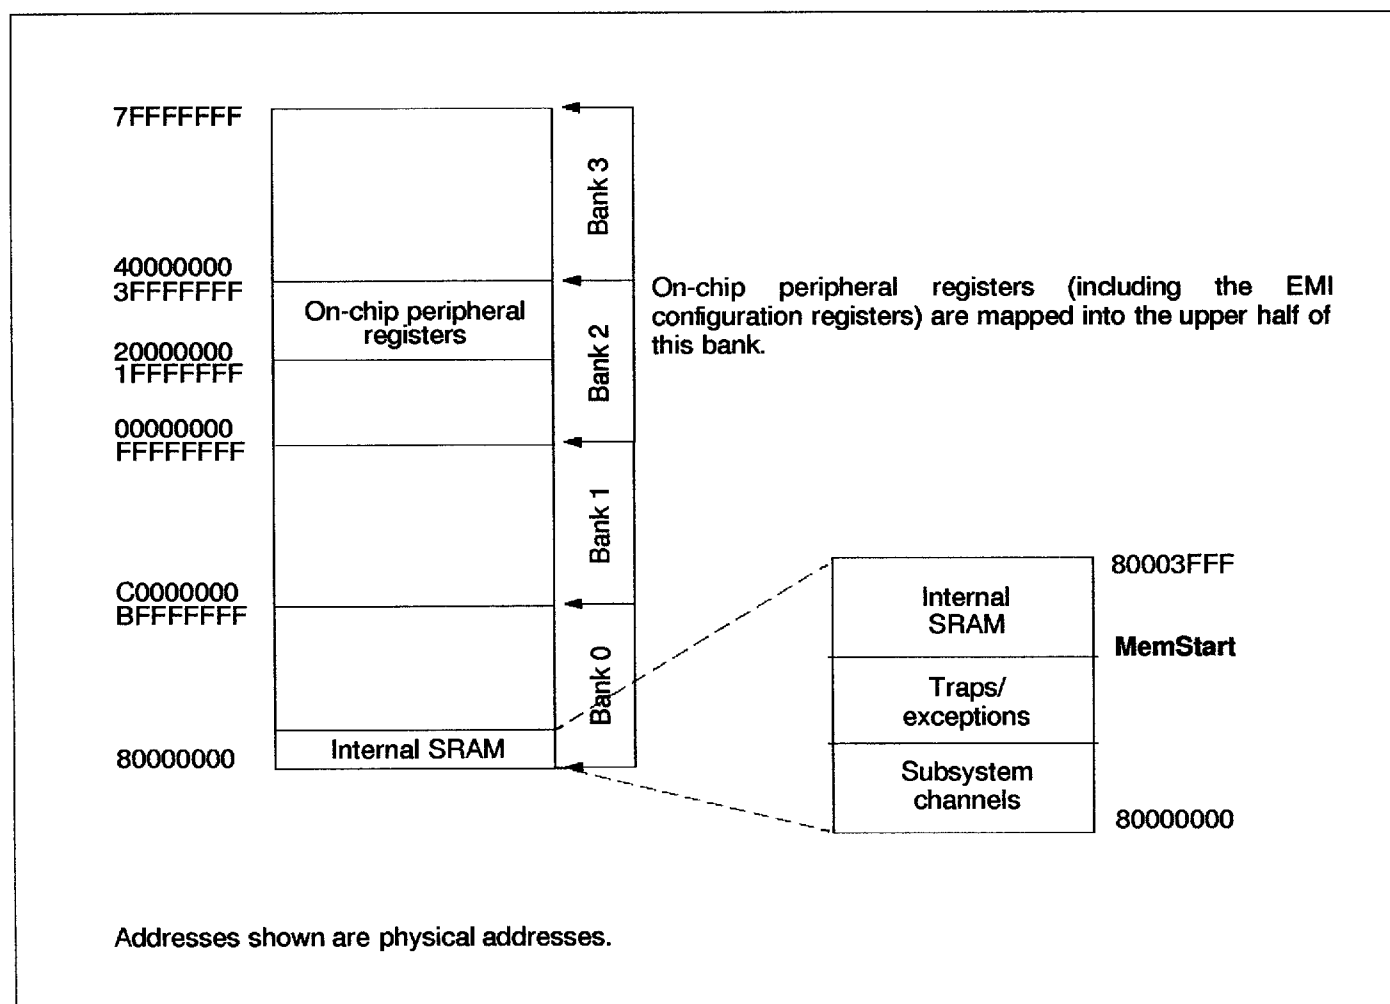 7FFFFFFF
Bank 3
40000000
3FFFFFFF
On-chip peripheral
registers
On-chip peripheral registers (including the EMI
configuration registers) are mapped into the upper half of
this bank.
Bank 2
20000000
1FFFFFFF
00000000
FFFFFFFF
Bank 1
C0000000
BFFFFFFF
Bank 0
Internal SRAM
80000000
80003FFF
Internal
SRAM
MemStart
Traps/
exceptions
Subsystem
channels
80000000
Addresses shown are physical addresses.